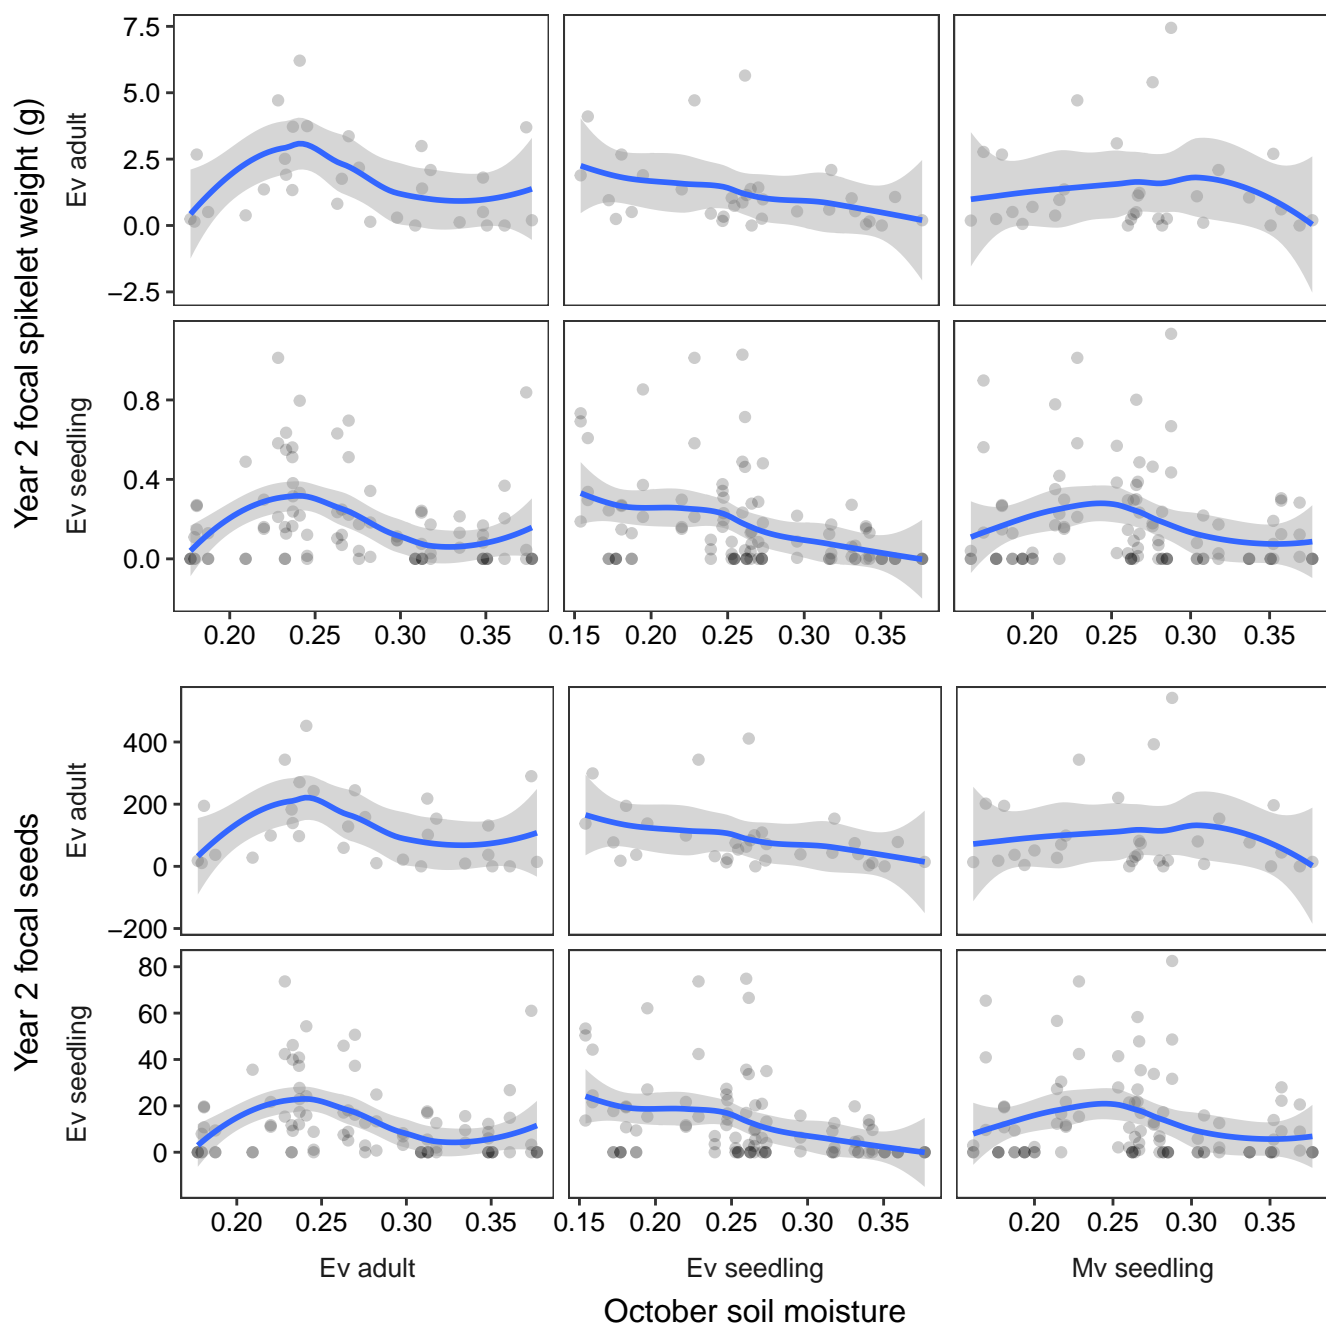 Year 2 focal spikelet weight (g)
Ev adult
7.5
5.0
2.5
0.0
−2.5
Ev seedling
0.8
0.4
0.0
0.20 0.25 0.30 0.35
0.15 0.20 0.25 0.30 0.35
0.20 0.25 0.30 0.35
Year 2 focal seeds
Ev adult
400
200
0
−200
Ev seedling
80
60
40
20
0
0.20 0.25 0.30 0.35
0.15 0.20 0.25 0.30 0.35
0.20 0.25 0.30 0.35
Ev adult
Ev seedling
Mv seedling
October soil moisture